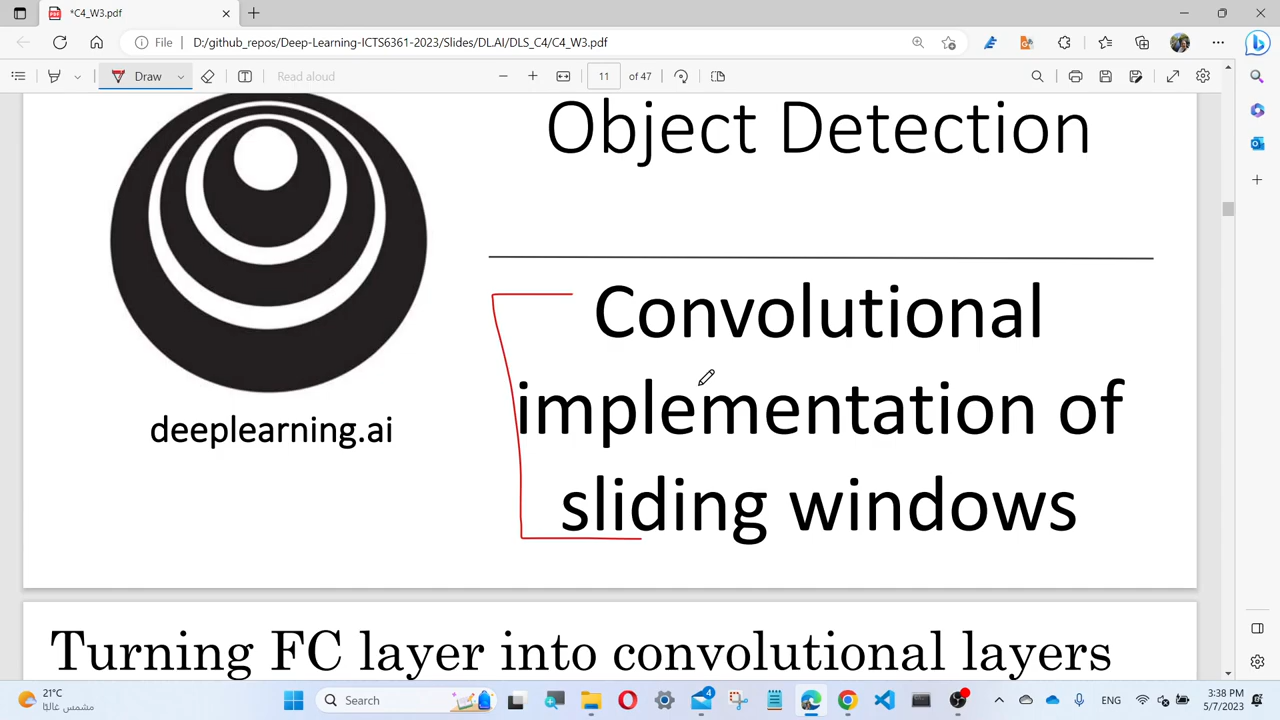 *C4_W3.pdf
File
D:/github_repos/Deep-Learning-ICTS6361-2023/Slides/DL.AI/DLS_C4/C4_W3.pdf
Draw
Read aloud
11 of 47
Object Detection
deeplearning.ai
Convolutional
implementation of
sliding windows
Turning FC layer into convolutional layers
21°C
مشمس غالبًا
Search
4
ENG
3:38 PM
5/7/2023